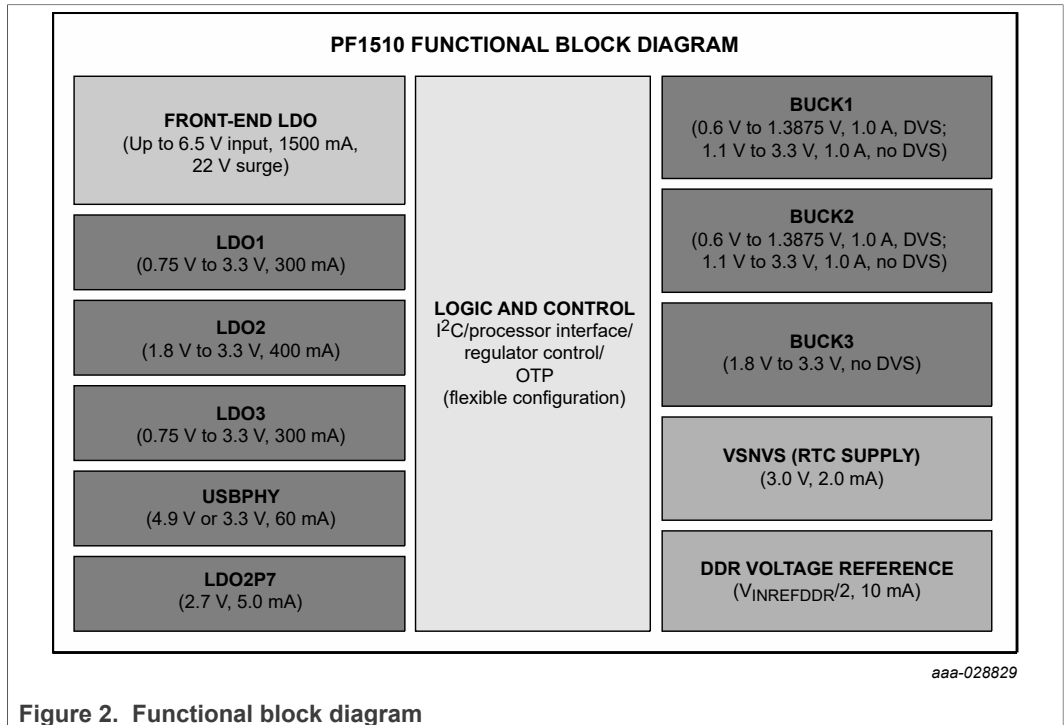 PF1510 FUNCTIONAL BLOCK DIAGRAM
FRONT-END LDO
(Up to 6.5 V input, 1500 mA,
22 V surge)
LDO1
(0.75 V to 3.3 V, 300 mA)
LDO2
(1.8 V to 3.3 V, 400 mA)
LDO3
(0.75 V to 3.3 V, 300 mA)
USBPHY
(4.9 V or 3.3 V, 60 mA)
LDO2P7
(2.7 V, 5.0 mA)
LOGIC AND CONTROL
I2C/processor interface/
regulator control/
OTP
(flexible configuration)
BUCK1
(0.6 V to 1.3875 V, 1.0 A, DVS;
1.1 V to 3.3 V, 1.0 A, no DVS)
BUCK2
(0.6 V to 1.3875 V, 1.0 A, DVS;
1.1 V to 3.3 V, 1.0 A, no DVS)
BUCK3
(1.8 V to 3.3 V, no DVS)
VSNVS (RTC SUPPLY)
(3.0 V, 2.0 mA)
DDR VOLTAGE REFERENCE
(VINREFDDR/2, 10 mA)
aaa-028829
Figure 2. Functional block diagram